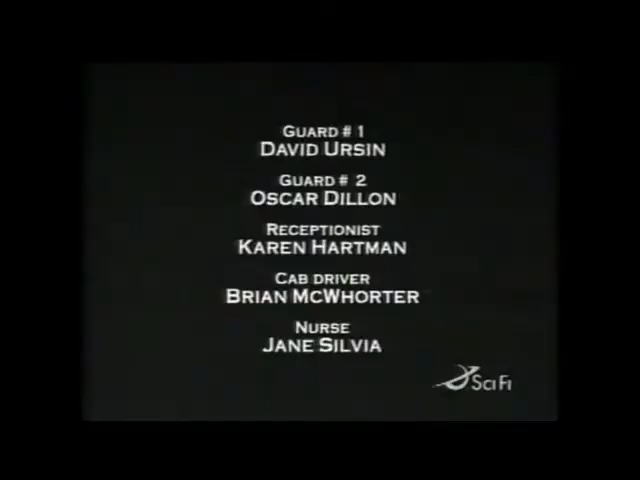 Guard # 1
David Ursin
Guard # 2
Oscar Dillon
Receptionist
Karen Hartman
Cab Driver
Brian McWhorter
Nurse
Jane Silvia
Sci Fi